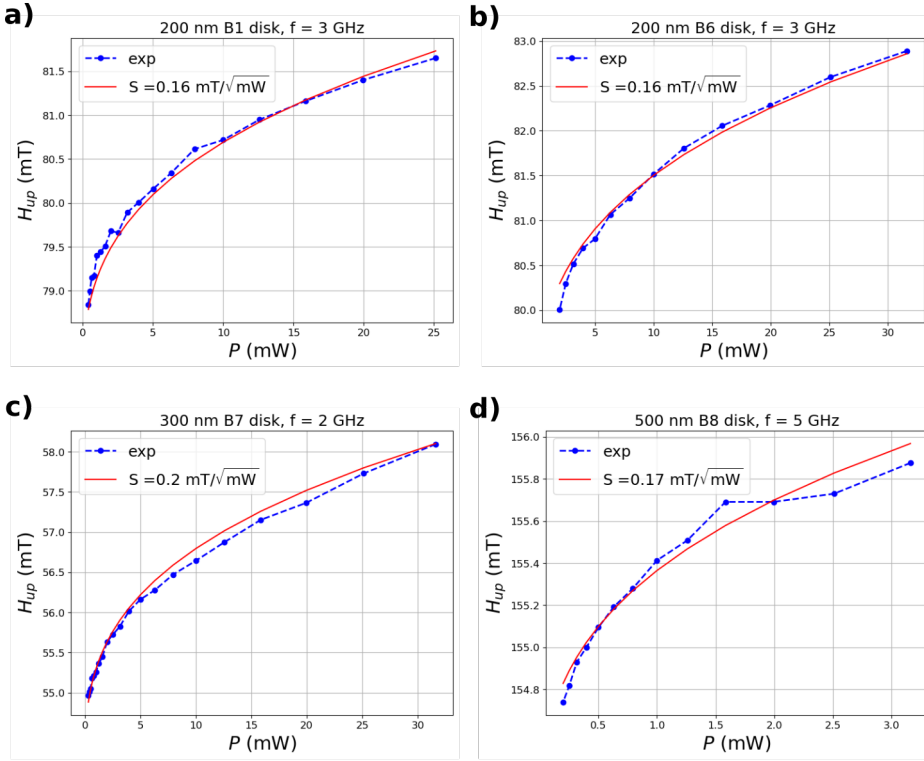 a)
200 nm B1 disk, f = 3 GHz
exp
S =0.16 mT/√mW
81.5
81.0
80.5
80.0
79.5
79.0
H_up (mT)
0 5 10 15 20 25
P (mW)
b)
200 nm B6 disk, f = 3 GHz
exp
S =0.16 mT/√mW
83.0
82.5
82.0
81.5
81.0
80.5
80.0
H_up (mT)
5 10 15 20 25 30
P (mW)
c)
300 nm B7 disk, f = 2 GHz
exp
S =0.2 mT/√mW
58.0
57.5
57.0
56.5
56.0
55.5
55.0
H_up (mT)
0 5 10 15 20 25 30
P (mW)
d)
500 nm B8 disk, f = 5 GHz
exp
S =0.17 mT/√mW
156.0
155.8
155.6
155.4
155.2
155.0
154.8
H_up (mT)
0.5 1.0 1.5 2.0 2.5 3.0
P (mW)